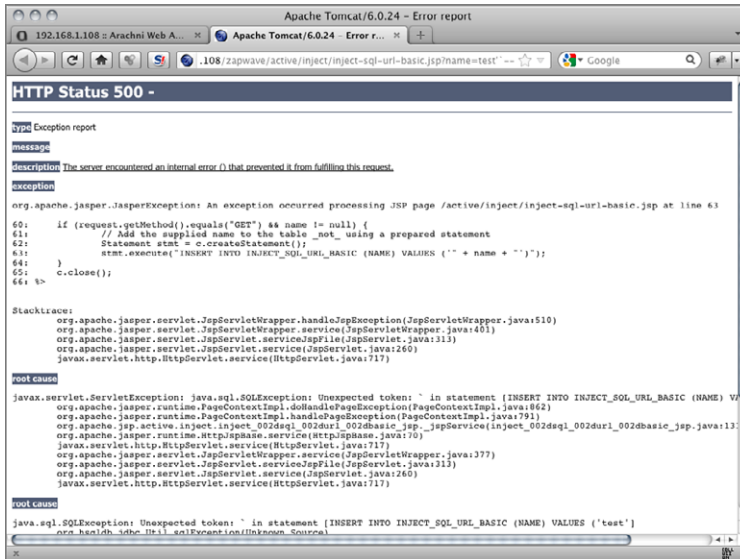 Apache Tomcat/6.0.24 – Error report
192.168.1.108 :: Arachni Web A... ×
Apache Tomcat/6.0.24 – Error r... ×
.108/zapwave/active/inject/inject-sql-url-basic.jsp?name=test'`--
Google
HTTP Status 500 -
type Exception report
message
description The server encountered an internal error () that prevented it from fulfilling this request.
exception
org.apache.jasper.JasperException: An exception occurred processing JSP page /active/inject/inject-sql-url-basic.jsp at line 63
60: if (request.getMethod().equals("GET") && name != null) {
61: // Add the supplied name to the table _not_ using a prepared statement
62: Statement stmt = c.createStatement();
63: stmt.execute("INSERT INTO INJECT_SQL_URL_BASIC (NAME) VALUES ('" + name + "')");
64: }
65: c.close();
66: %>
Stacktrace:
org.apache.jasper.servlet.JspServletWrapper.handleJspException(JspServletWrapper.java:510)
org.apache.jasper.servlet.JspServletWrapper.service(JspServletWrapper.java:401)
org.apache.jasper.servlet.JspServlet.serviceJspFile(JspServlet.java:313)
org.apache.jasper.servlet.JspServlet.service(JspServlet.java:260)
javax.servlet.http.HttpServlet.service(HttpServlet.java:717)
root cause
javax.servlet.ServletException: java.sql.SQLException: Unexpected token: ` in statement [INSERT INTO INJECT_SQL_URL_BASIC (NAME) VA
org.apache.jasper.runtime.PageContextImpl.doHandlePageException(PageContextImpl.java:862)
org.apache.jasper.runtime.PageContextImpl.handlePageException(PageContextImpl.java:791)
org.apache.jsp.active.inject.inject_002dsql_002durl_002dbasic_jsp._jspService(inject_002dsql_002durl_002dbasic_jsp.java:13
org.apache.jasper.runtime.HttpJspBase.service(HttpJspBase.java:70)
javax.servlet.http.HttpServlet.service(HttpServlet.java:717)
org.apache.jasper.servlet.JspServletWrapper.service(JspServletWrapper.java:377)
org.apache.jasper.servlet.JspServlet.serviceJspFile(JspServlet.java:313)
org.apache.jasper.servlet.JspServlet.service(JspServlet.java:260)
javax.servlet.http.HttpServlet.service(HttpServlet.java:717)
root cause
java.sql.SQLException: Unexpected token: ` in statement [INSERT INTO INJECT_SQL_URL_BASIC (NAME) VALUES ('test']
org.hsqldb.jdbc.Util.sqlException(Unknown Source)